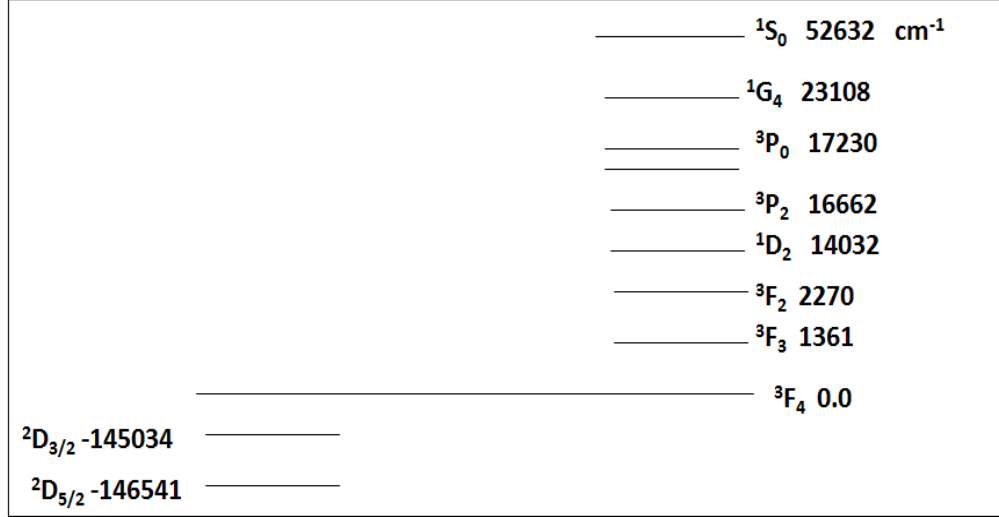 ¹S₀ 52632 cm⁻¹
¹G₄ 23108
³P₀ 17230
³P₂ 16662
¹D₂ 14032
³F₂ 2270
³F₃ 1361
³F₄ 0.0
²D₃/₂ -145034
²D₅/₂ -146541